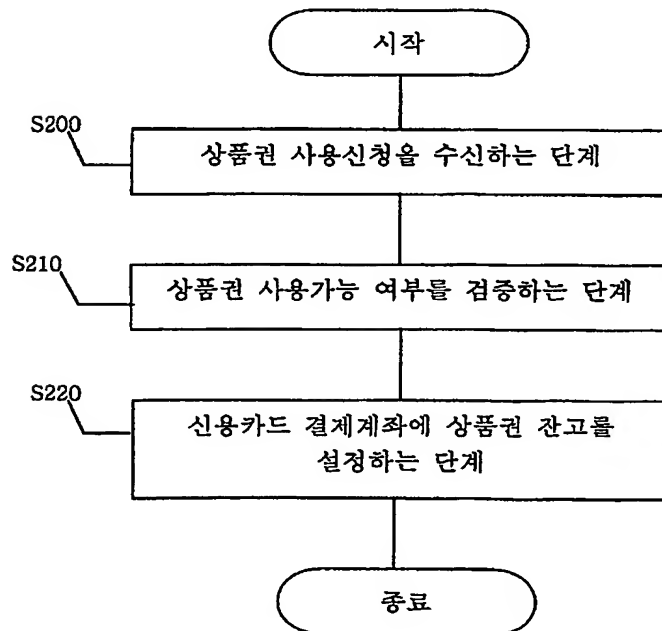 시작
S200
상품권 사용신청을 수신하는 단계
S210
상품권 사용가능 여부를 검증하는 단계
S220
신용카드 결제계좌에 상품권 잔고를
설정하는 단계
종료